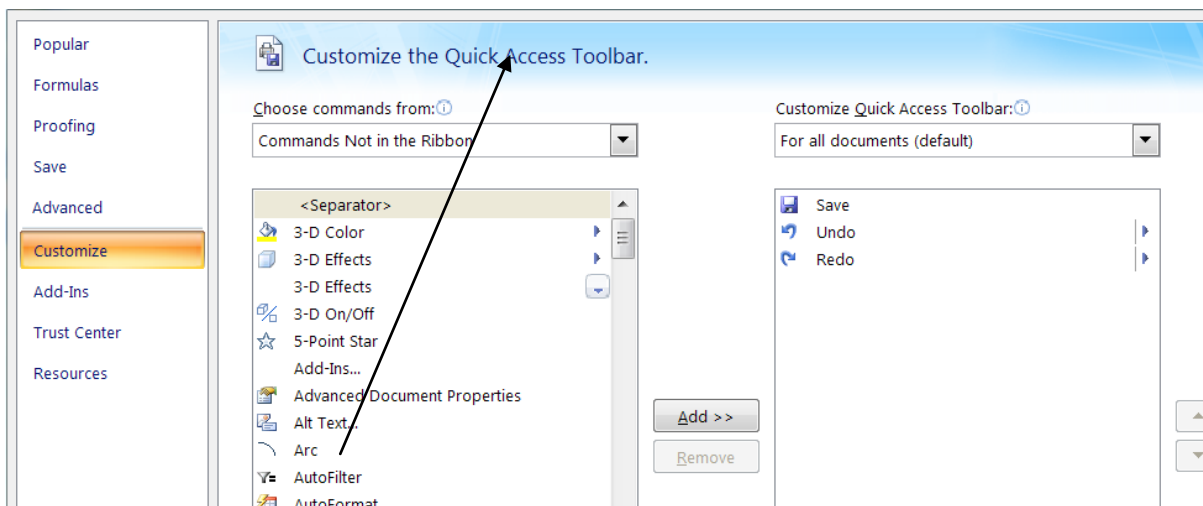 Popular
Formulas
Proofing
Save
Advanced
Customize
Add-Ins
Trust Center
Resources
Customize the Quick Access Toolbar.
Choose commands from:
Commands Not in the Ribbon
<Separator>
3-D Color
3-D Effects
3-D Effects
3-D On/Off
5-Point Star
Add-Ins...
Advanced Document Properties
Alt Text...
Arc
AutoFilter
AutoFormat
Add >>
Remove
Customize Quick Access Toolbar:
For all documents (default)
Save
Undo
Redo